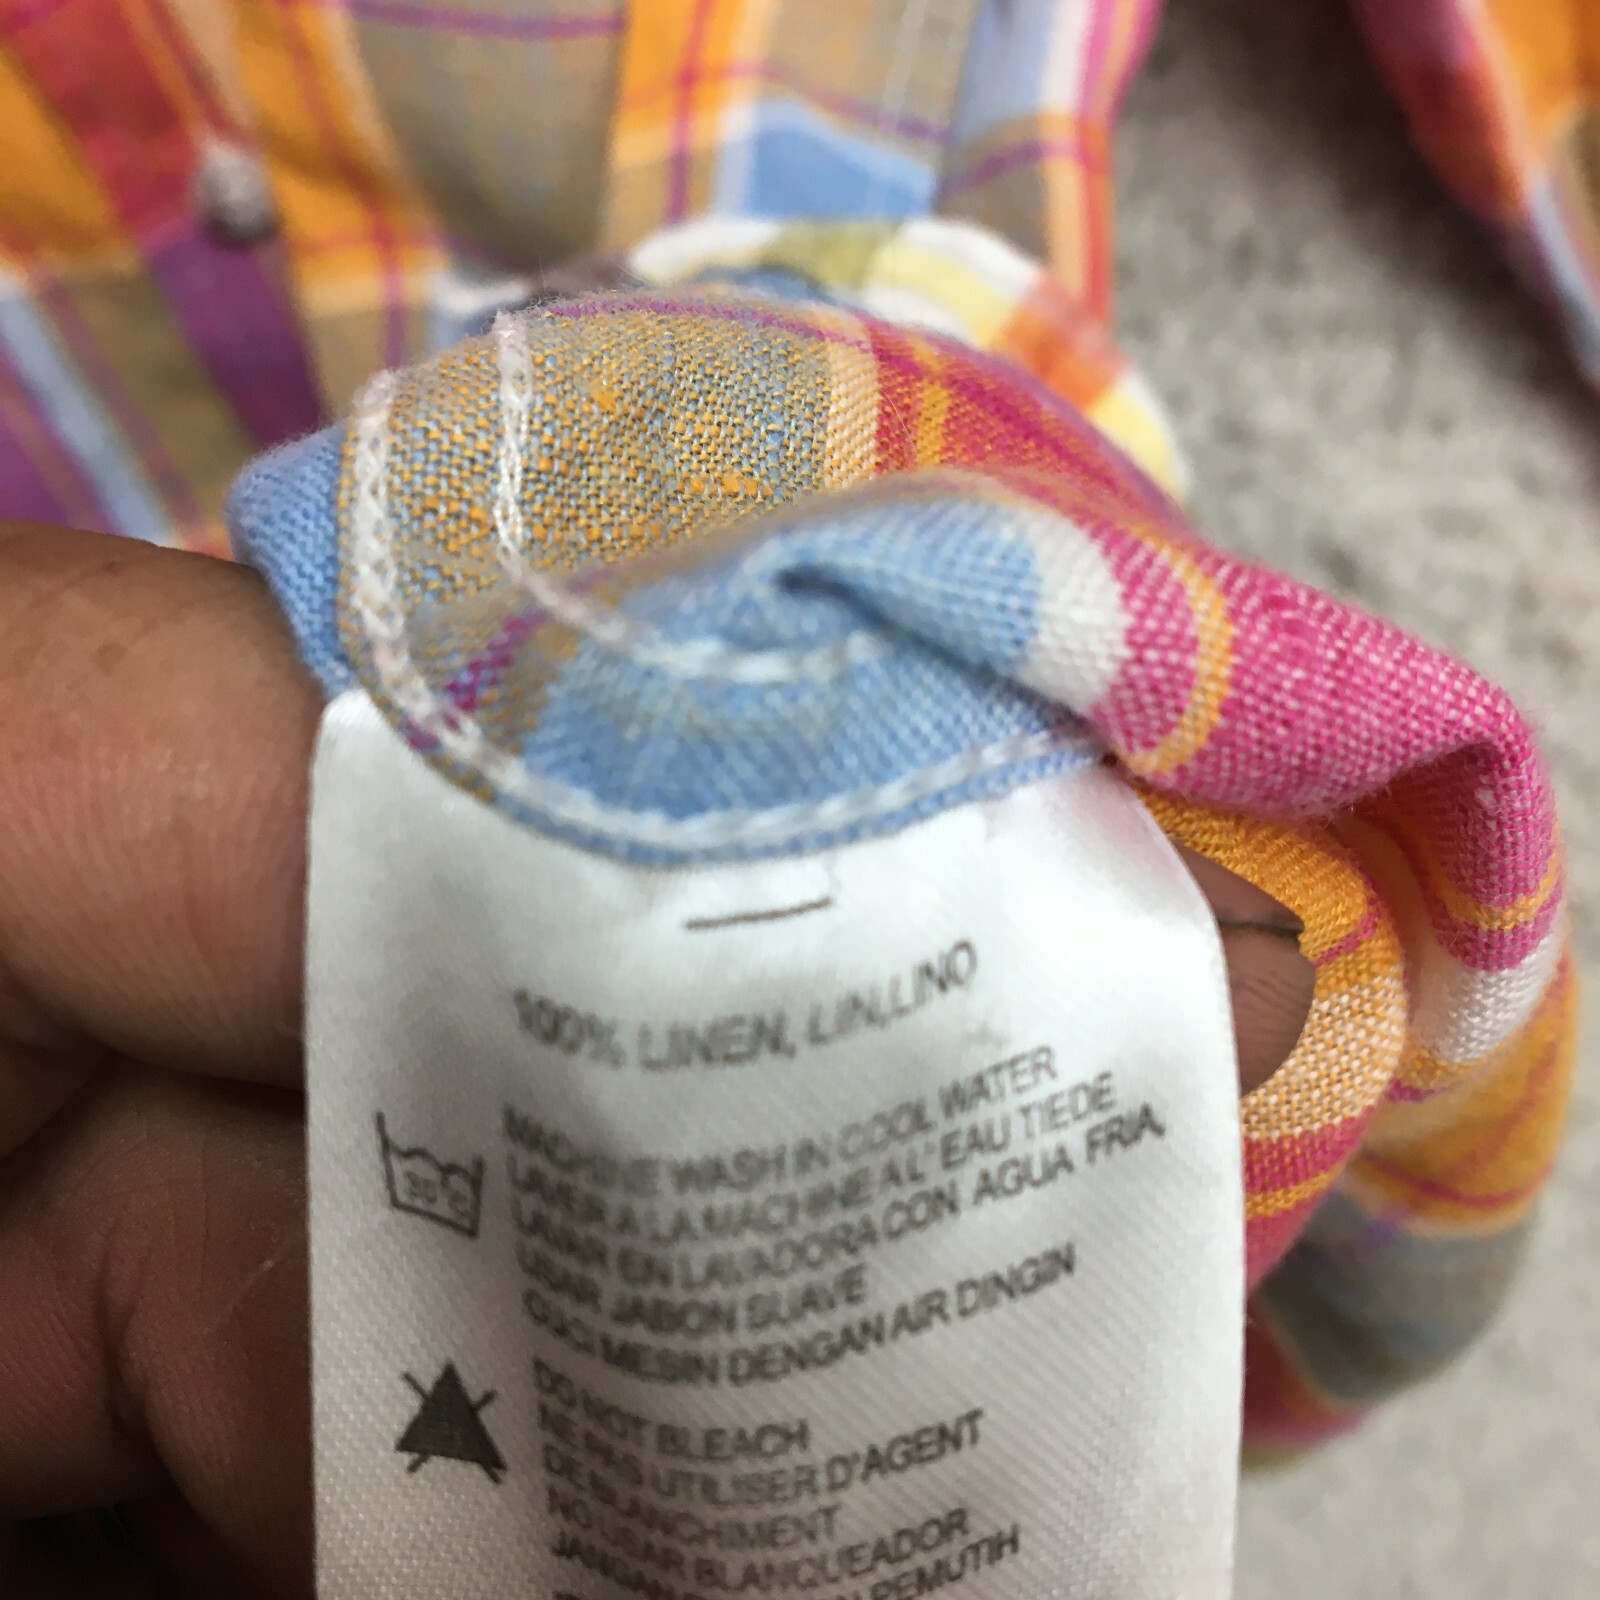 100% LINEN, LIN,LINO
MACHINE WASH IN COOL WATER
LAVER A LA MACHINE A L' EAU TIEDE
LAVAR EN LAVADORA CON AGUA FRIA,
USAR JABON SUAVE
CUCI MESIN DENGAN AIR DINGIN
30°C
DO NOT BLEACH
NE PAS UTILISER D'AGENT
DE BLANCHIMENT
NO USAR BLANQUEADOR
PEMUTIH